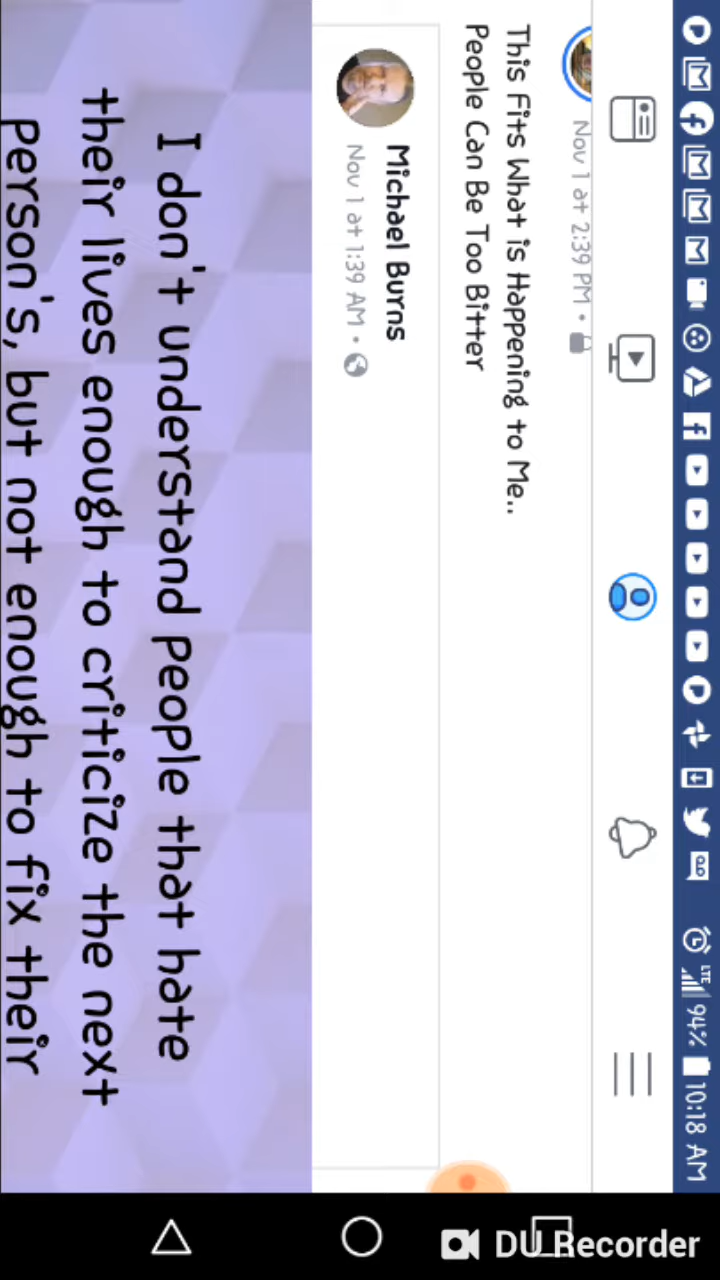 94% 10:18 AM
LTE
Nov 1 at 2:39 PM •
This Fits What is Happening to Me..
People Can Be Too Bitter
Michael Burns
Nov 1 at 1:39 AM •
I don't understand people that hate
their lives enough to criticize the next
person's, but not enough to fix their
DU Recorder